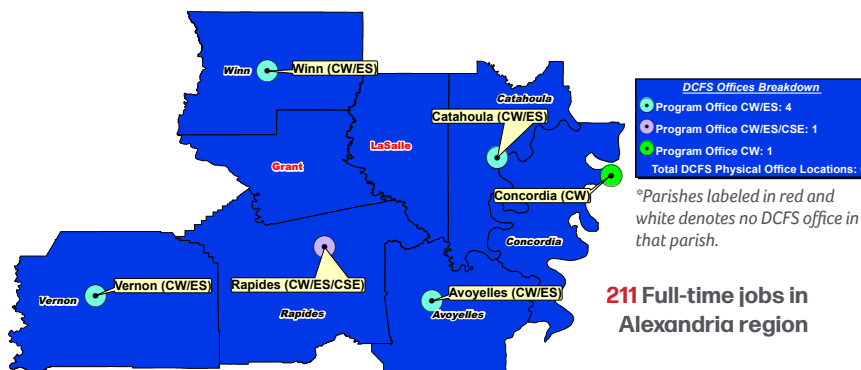 Winn
Winn (CW/ES)
Catahoula
Catahoula (CW/ES)
LaSalle
Grant
Concordia (CW)
Concordia
Vernon (CW/ES)
Vernon
Rapides (CW/ES/CSE)
Rapides
Avoyelles (CW/ES)
Avoyelles
DCFS Offices Breakdown
Program Office CW/ES: 4
Program Office CW/ES/CSE: 1
Program Office CW: 1
Total DCFS Physical Office Locations:
*Parishes labeled in red and
white denotes no DCFS office in
that parish.
211 Full-time jobs in
Alexandria region